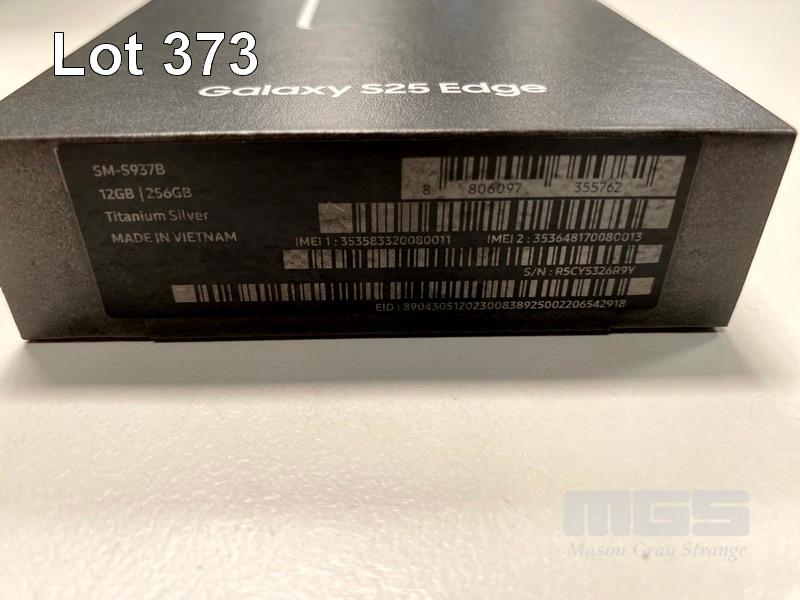 Lot 373
Galaxy S25 Edge
SM-S937B
12GB | 256GB
Titanium Silver
MADE IN VIETNAM
8 806097 355762
IMEI 1 : 353583320080011 IMEI 2 : 353648170080013
S/N : R5CY5326R9Y
EID : 89043051202300838925002206542918
MGS
Mason Gray Strange